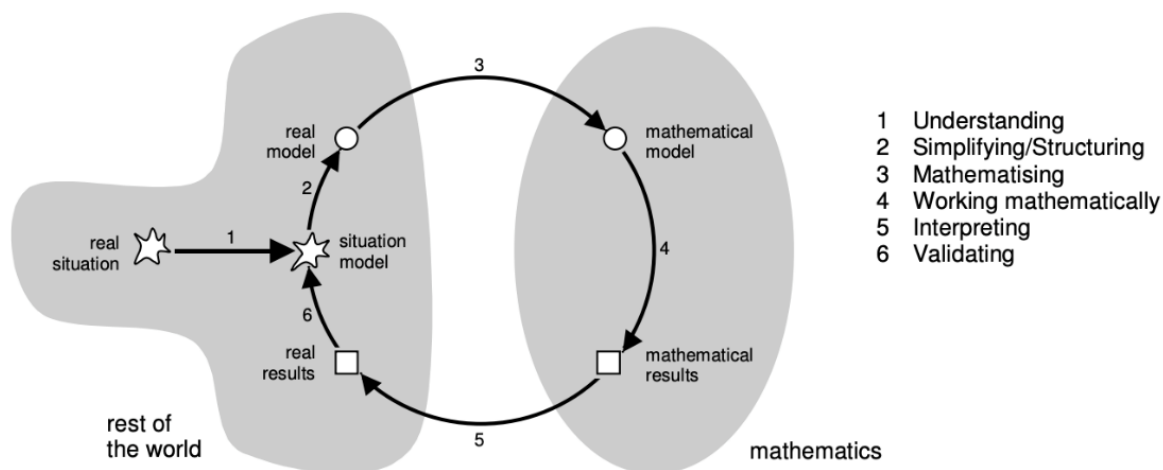 3
real
model
mathematical
model
2
1
real
situation
situation
model
4
6
real
results
mathematical
results
5
rest of
the world
mathematics
1 Understanding
2 Simplifying/Structuring
3 Mathematising
4 Working mathematically
5 Interpreting
6 Validating